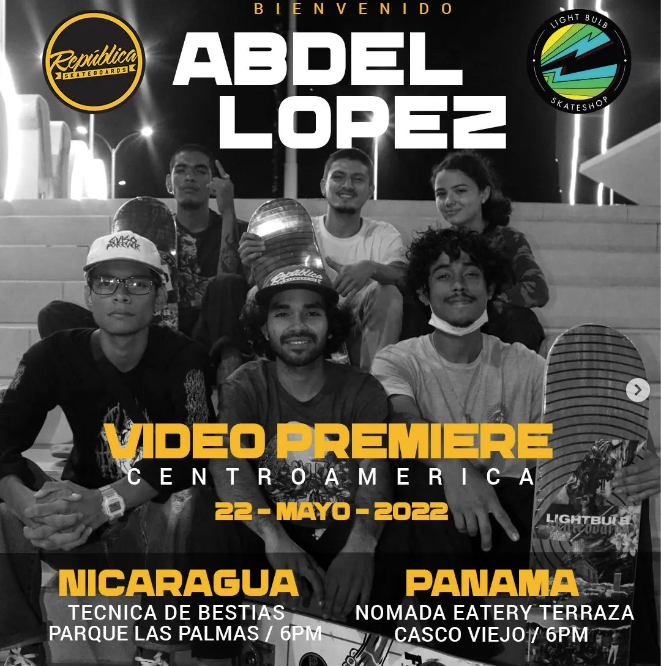 BIENVENIDO
República
SKATEBOARDS
ABDEL
LOPEZ
LIGHT BULB
SKATESHOP
República
VIDEO PREMIERE
CENTROAMERICA
22 - MAYO - 2022
LIGHTBULB
NICARAGUA
TECNICA DE BESTIAS
PARQUE LAS PALMAS / 6PM
PANAMA
NOMADA EATERY TERRAZA
CASCO VIEJO / 6PM